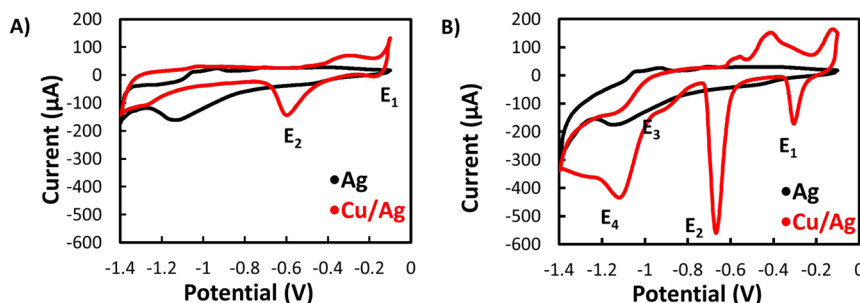 A)
200
100
0
-100
-200
-300
-400
-500
-600
Current (µA)
E1
E2
Ag
Cu/Ag
-1.4 -1.2 -1 -0.8 -0.6 -0.4 -0.2 0
Potential (V)
B)
200
100
0
-100
-200
-300
-400
-500
-600
Current (µA)
E3
E1
E4
E2
Ag
Cu/Ag
-1.4 -1.2 -1 -0.8 -0.6 -0.4 -0.2 0
Potential (V)